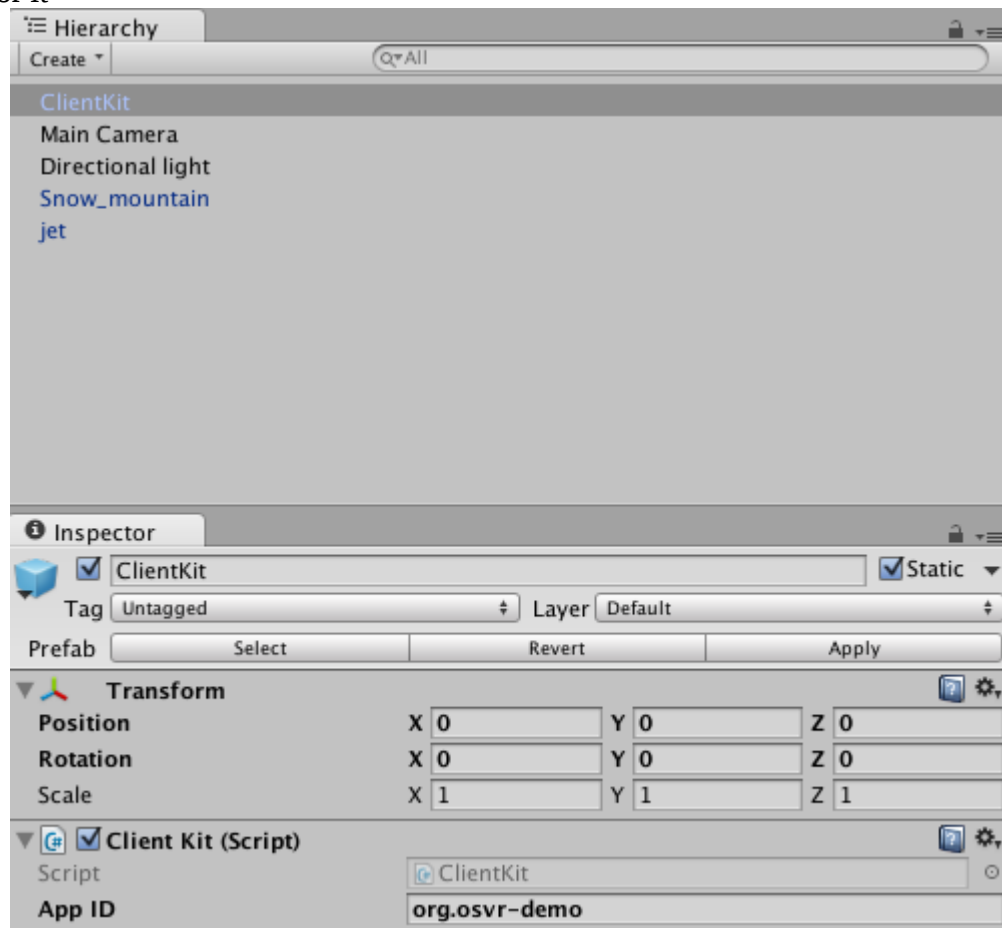 Hierarchy
Create
All
ClientKit
Main Camera
Directional light
Snow_mountain
jet
Inspector
ClientKit Static
Tag Untagged Layer Default
Prefab Select Revert Apply
Transform
Position X 0 Y 0 Z 0
Rotation X 0 Y 0 Z 0
Scale X 1 Y 1 Z 1
Client Kit (Script)
Script ClientKit
App ID org.osvr-demo